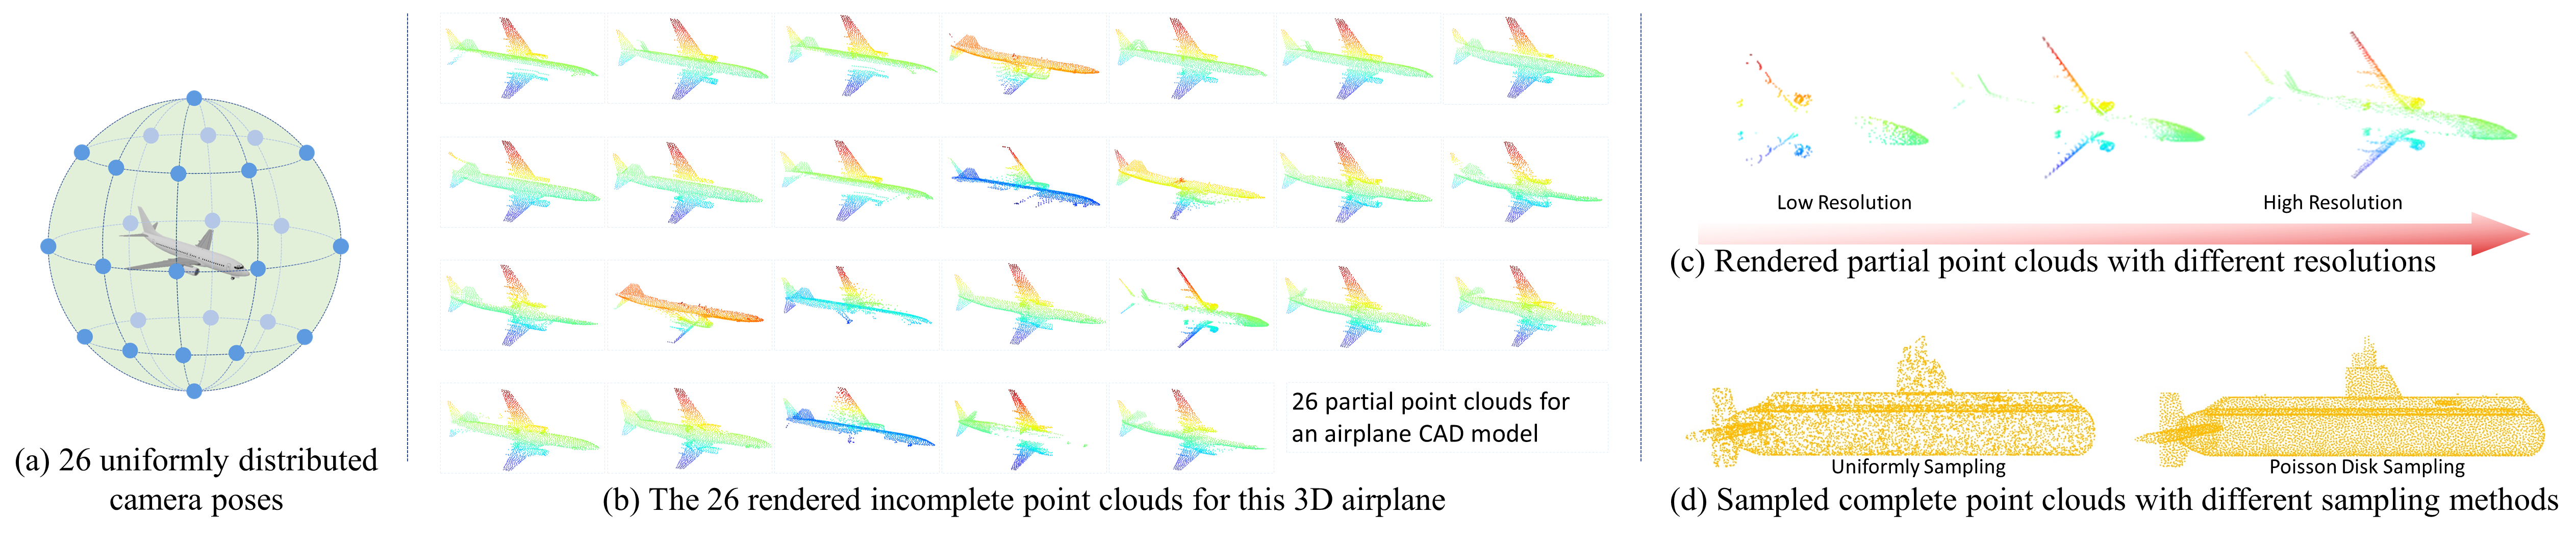 (a) 26 uniformly distributed
camera poses
26 partial point clouds for
an airplane CAD model
(b) The 26 rendered incomplete point clouds for this 3D airplane
Low Resolution
High Resolution
(c) Rendered partial point clouds with different resolutions
Uniformly Sampling
Poisson Disk Sampling
(d) Sampled complete point clouds with different sampling methods